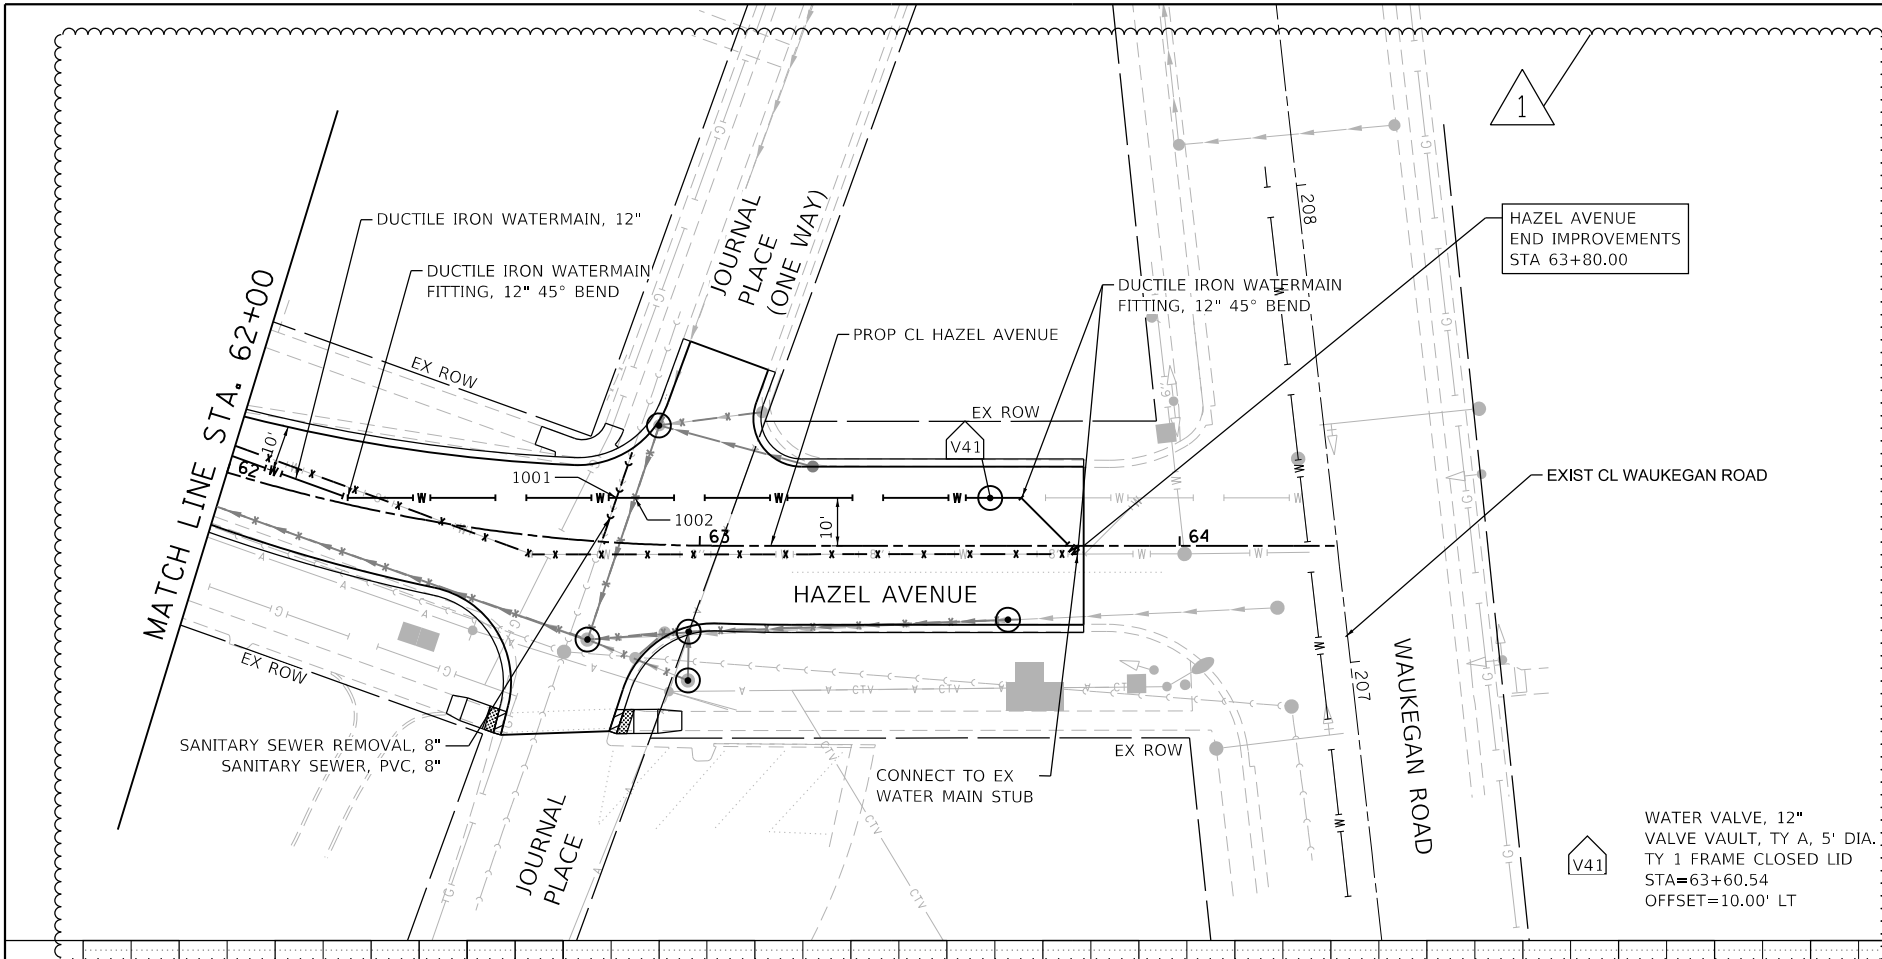 1
DUCTILE IRON WATERMAIN, 12"
DUCTILE IRON WATERMAIN
FITTING, 12" 45° BEND
JOURNAL
PLACE
(ONE WAY)
DUCTILE IRON WATERMAIN
FITTING, 12" 45° BEND
208
HAZEL AVENUE
END IMPROVEMENTS
STA 63+80.00
MATCH LINE STA. 62+00
EX ROW
PROP CL HAZEL AVENUE
EX ROW
V41
10'
62
1001
1002
10'
63
64
EXIST CL WAUKEGAN ROAD
HAZEL AVENUE
EX ROW
207
WAUKEGAN ROAD
SANITARY SEWER REMOVAL, 8"
SANITARY SEWER, PVC, 8"
EX ROW
CONNECT TO EX
WATER MAIN STUB
JOURNAL
PLACE
CTV
CTV
CTV
CTV
CTV
V41
WATER VALVE, 12"
VALVE VAULT, TY A, 5' DIA.
TY 1 FRAME CLOSED LID
STA=63+60.54
OFFSET=10.00' LT